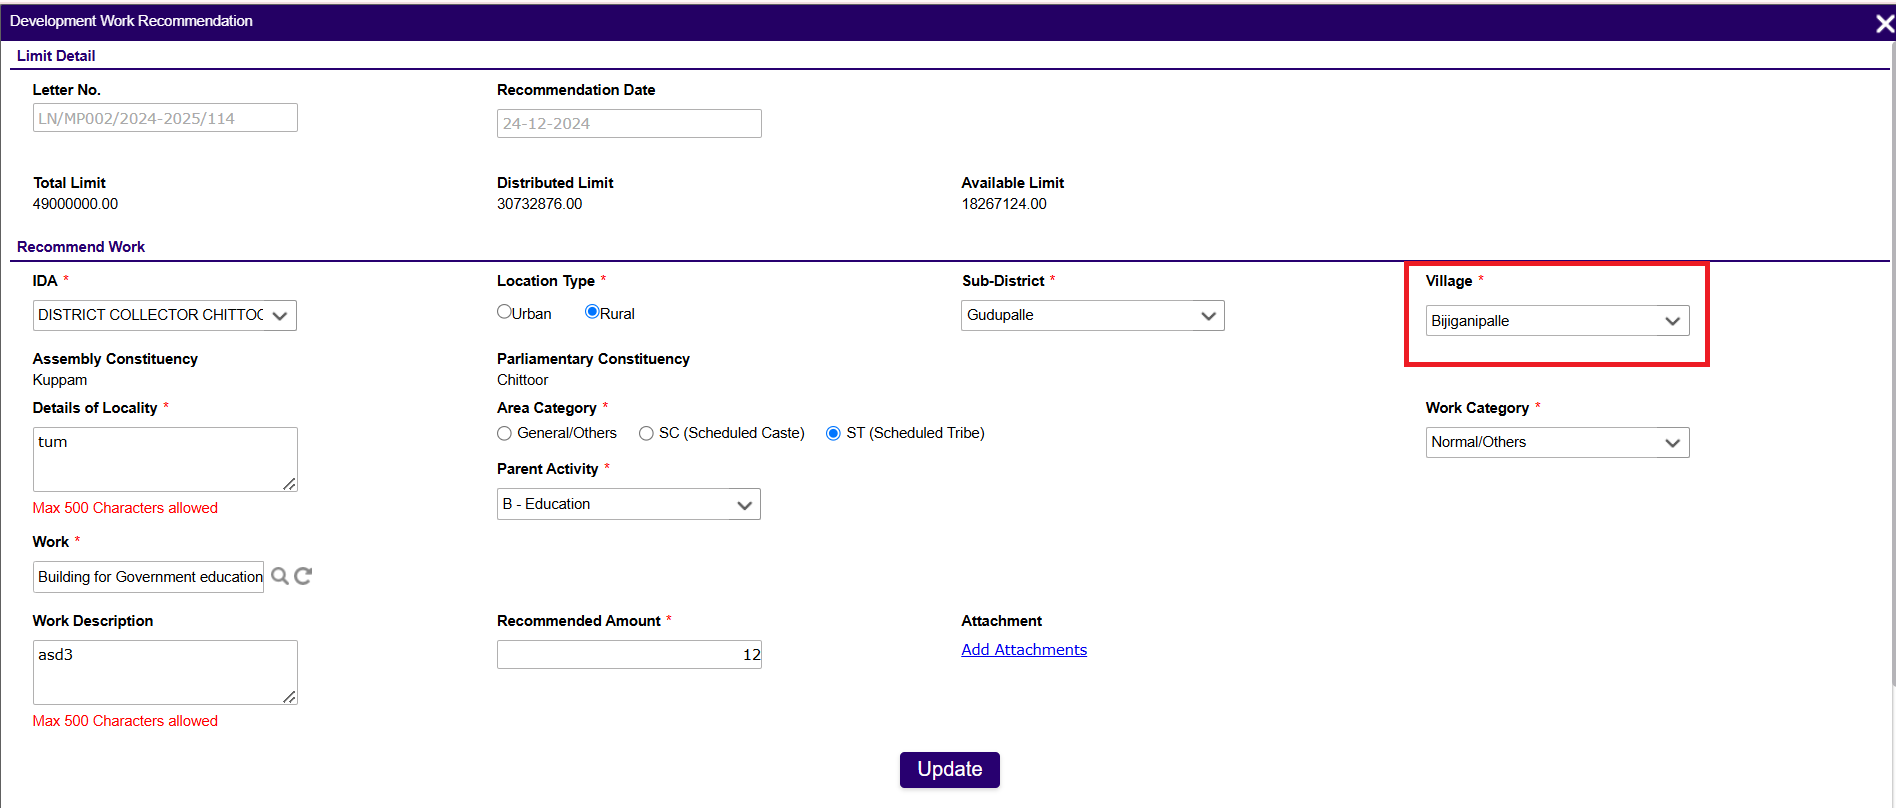 Development Work Recommendation
Limit Detail
Letter No.
Recommendation Date
LN/MP002/2024-2025/114
24-12-2024
Total Limit
Distributed Limit
Available Limit
49000000.00
30732876.00
18267124.00
Recommend Work
IDA *
Location Type *
Sub-District *
Village *
DISTRICT COLLECTOR CHITTOO
Urban
Rural
Gudupalle
Bijiganipalle
Assembly Constituency
Parliamentary Constituency
Kuppam
Chittoor
Details of Locality *
Area Category *
Work Category *
tum
General/Others
SC (Scheduled Caste)
ST (Scheduled Tribe)
Normal/Others
Parent Activity *
B - Education
Max 500 Characters allowed
Work *
Building for Government education
Work Description
Recommended Amount *
Attachment
asd3
12
Add Attachments
Max 500 Characters allowed
Update